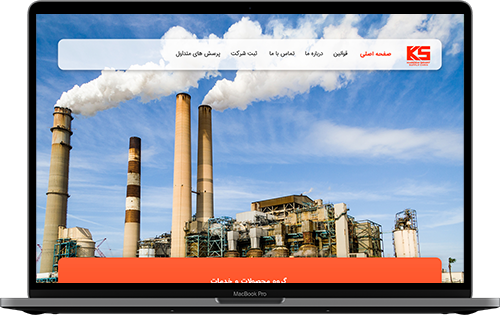 KS
صفحه اصلی
قوانین
درباره ما
تماس با ما
ثبت شرکت
پرسش های متداول
گروه محصولات و خدمات
MacBook Pro